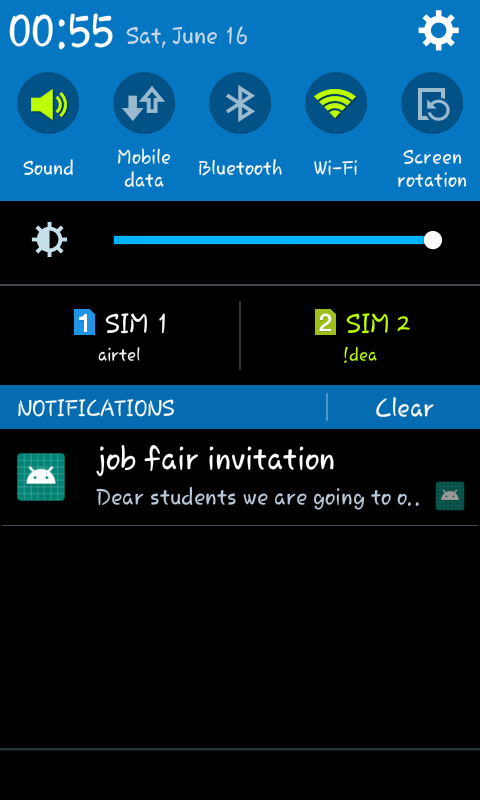 00:55 Sat, June 16
Sound
Mobile data
Bluetooth
Wi-Fi
Screen rotation
1 SIM 1
airtel
2 SIM 2
!dea
NOTIFICATIONS
Clear
job fair invitation
Dear students we are going to o..